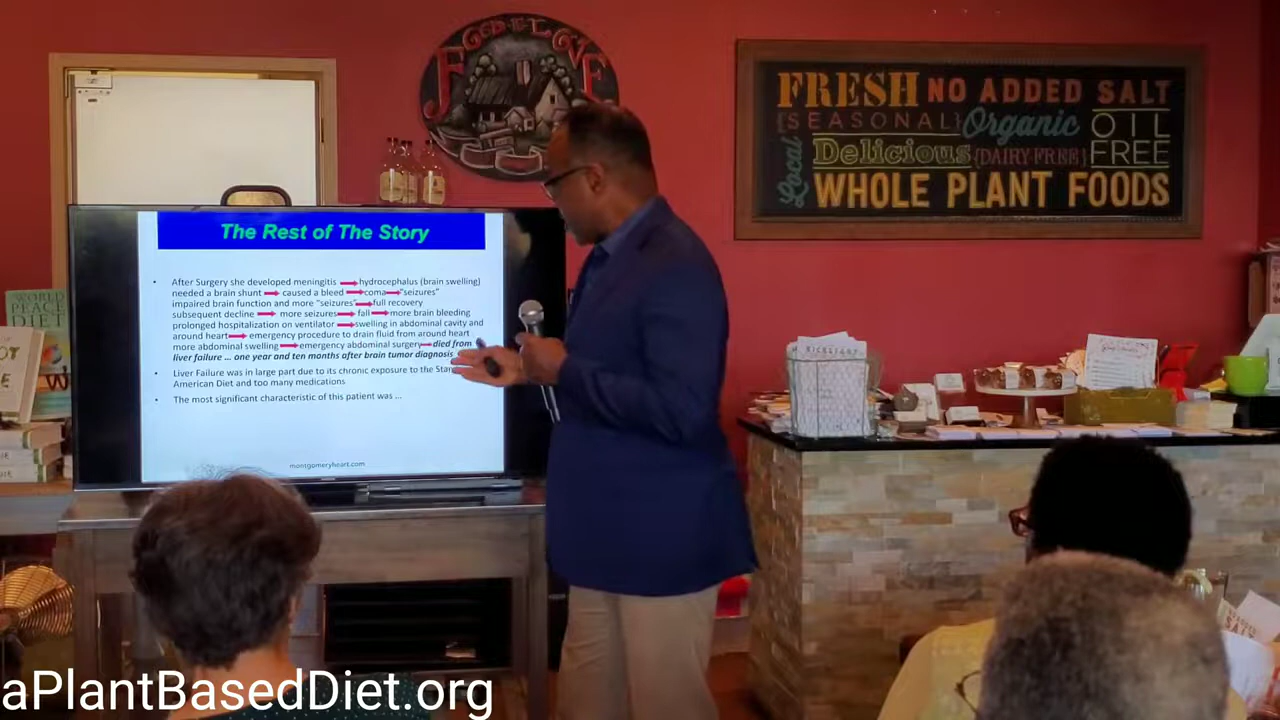 FOOD
LOVE
FRESH NO ADDED SALT
{SEASONAL} Organic OIL
Local Delicious {DAIRY-FREE} FREE
WHOLE PLANT FOODS
The Rest of The Story
• After Surgery she developed meningitis hydrocephalus (brain swelling)
needed a brain shunt caused a bleed coma "seizures"
impaired brain function and more "seizures" full recovery
subsequent decline more seizures fall more brain bleeding
prolonged hospitalization on ventilator swelling in abdominal cavity and
around heart emergency procedure to drain fluid from around heart
more abdominal swelling emergency abdominal surgery died from
liver failure ... one year and ten months after brain tumor diagnosis
• Liver Failure was in large part due to its chronic exposure to the
American Diet and too many medications
• The most significant characteristic of this patient was ...
montgomeryheart.com
WORLD
PEACE
DIET
aPlantBasedDiet.org